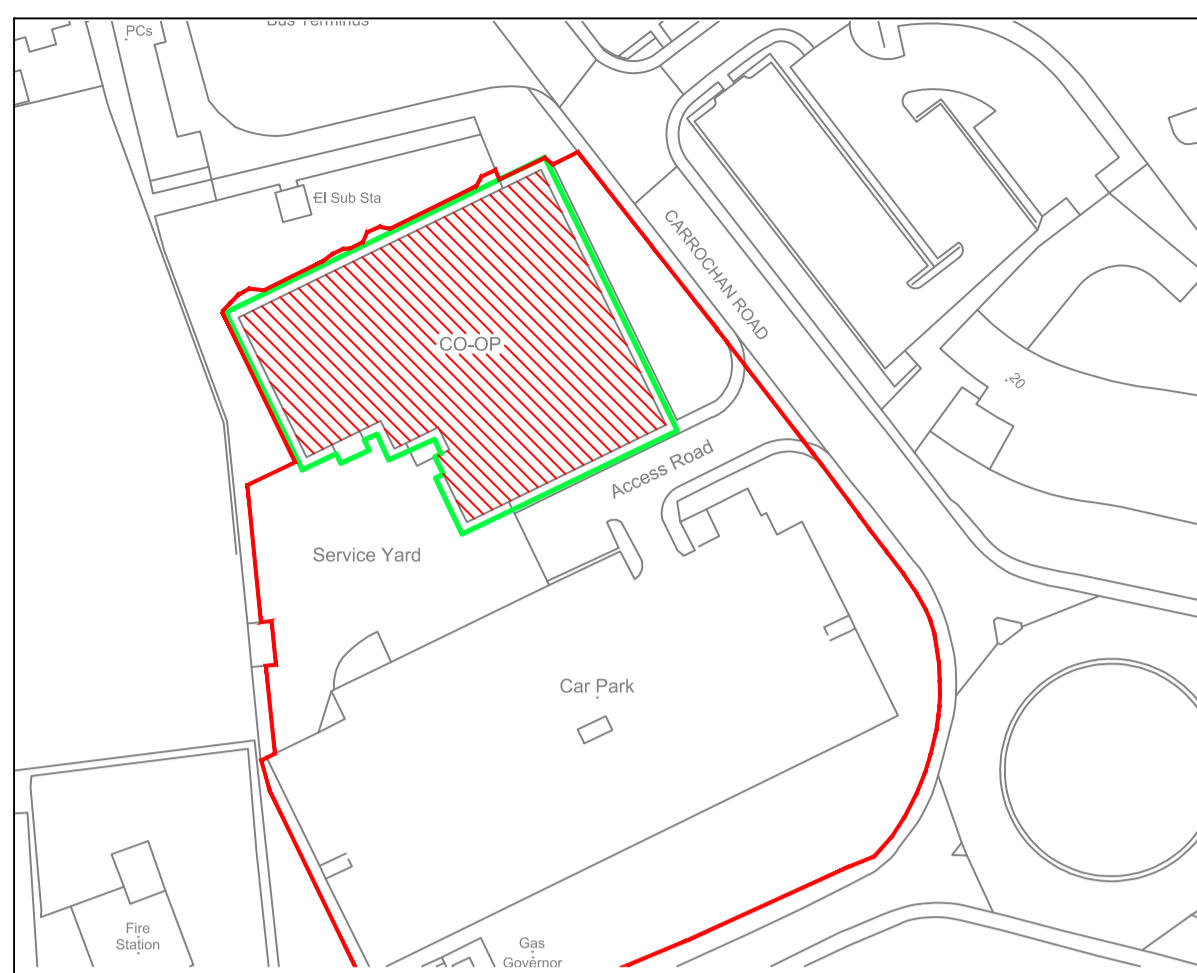 PCs
Bus Terminus
El Sub Sta
CARROCHAN ROAD
CO-OP
20
Access Road
Service Yard
Car Park
Fire
Station
Gas
Governor